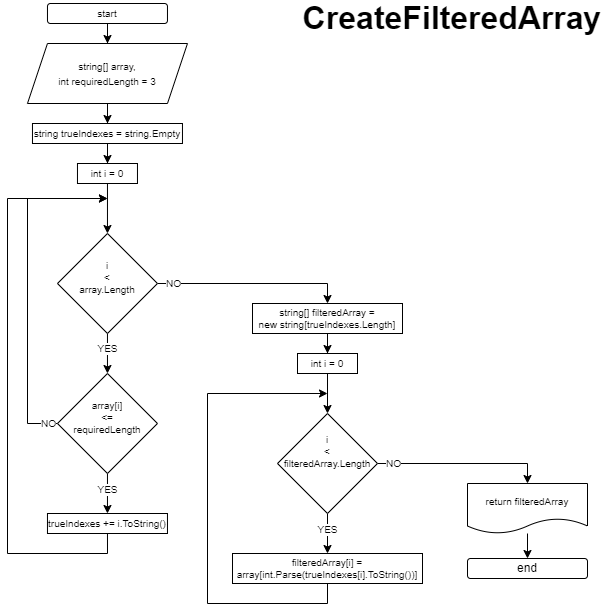 CreateFilteredArray
start
string[] array,
int requiredLength = 3
string trueIndexes = string.Empty
int i = 0
i
<
array.Length
NO
YES
array[i]
<=
requiredLength
NO
YES
trueIndexes += i.ToString()
string[] filteredArray =
new string[trueIndexes.Length]
int i = 0
i
<
filteredArray.Length
NO
YES
filteredArray[i] =
array[int.Parse(trueIndexes[i].ToString())]
return filteredArray
end